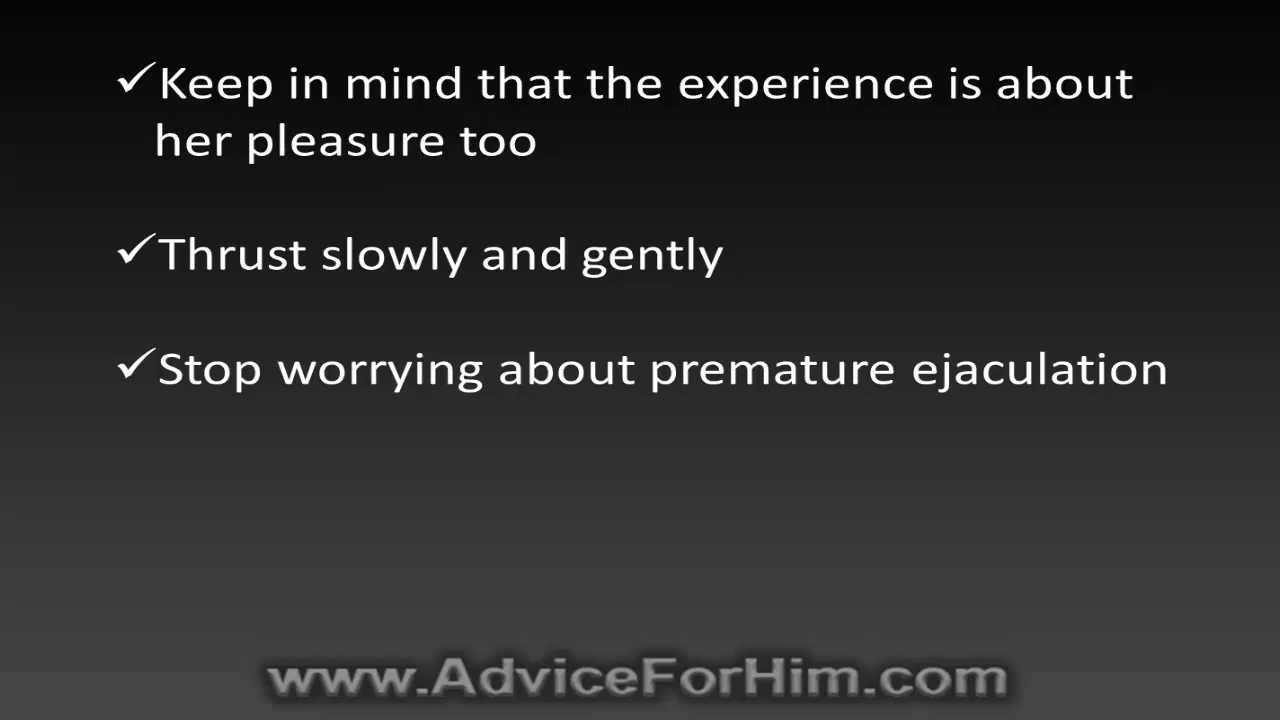 ✓Keep in mind that the experience is about
her pleasure too
✓Thrust slowly and gently
✓Stop worrying about premature ejaculation
www.AdviceForHim.com